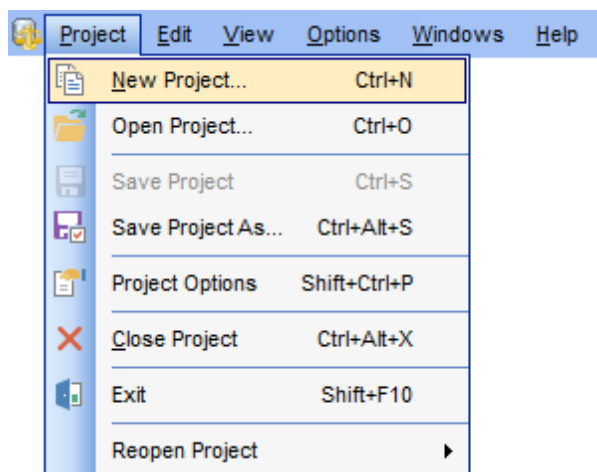 Project Edit View Options Windows Help
New Project... Ctrl+N
Open Project... Ctrl+O
Save Project Ctrl+S
Save Project As... Ctrl+Alt+S
Project Options Shift+Ctrl+P
Close Project Ctrl+Alt+X
Exit Shift+F10
Reopen Project